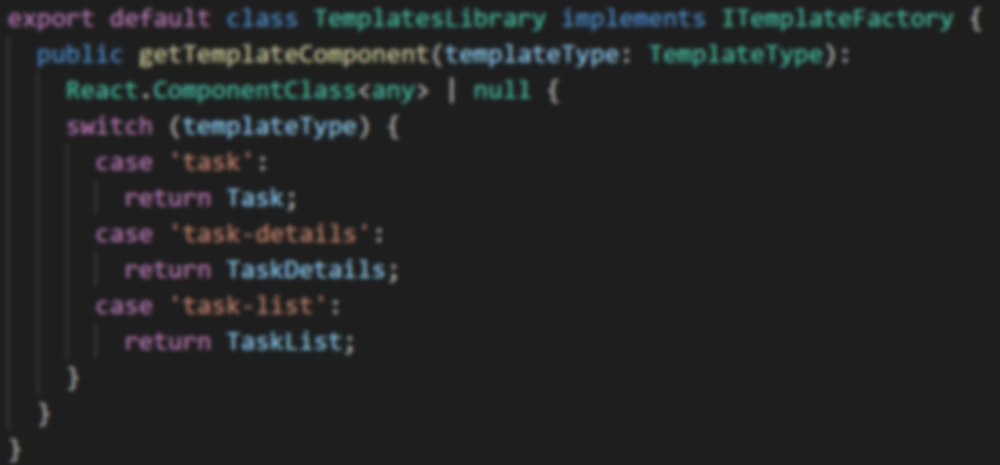 export default class TemplatesLibrary implements ITemplateFactory {
public getTemplateComponent(templateType: TemplateType):
React.ComponentClass<any> | null {
switch (templateType) {
case 'task':
return Task;
case 'task-details':
return TaskDetails;
case 'task-list':
return TaskList;
}
}
}